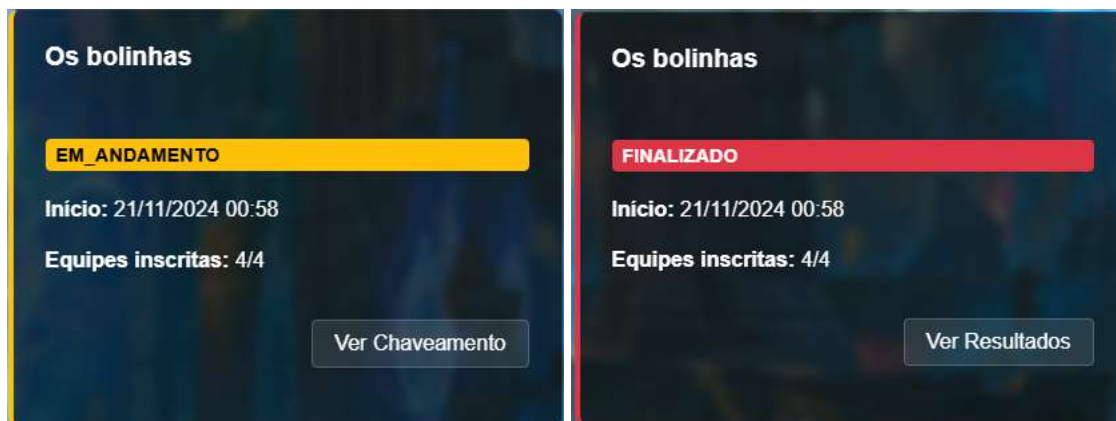 Os bolinhas
EM_ANDAMENTO
Início: 21/11/2024 00:58
Equipes inscritas: 4/4
Ver Chaveamento
Os bolinhas
FINALIZADO
Início: 21/11/2024 00:58
Equipes inscritas: 4/4
Ver Resultados